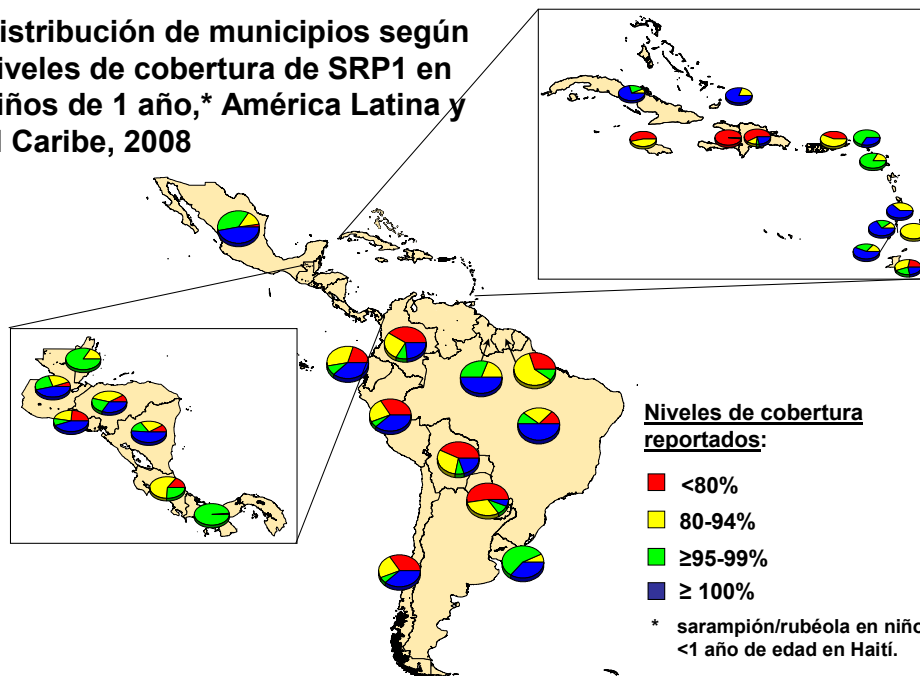 istribución de municipios según
iveles de cobertura de SRP1 en
iños de 1 año,* América Latina y
l Caribe, 2008
Niveles de cobertura
reportados:
<80%
80-94%
≥95-99%
≥ 100%
* sarampión/rubéola en niño
<1 año de edad en Haití.